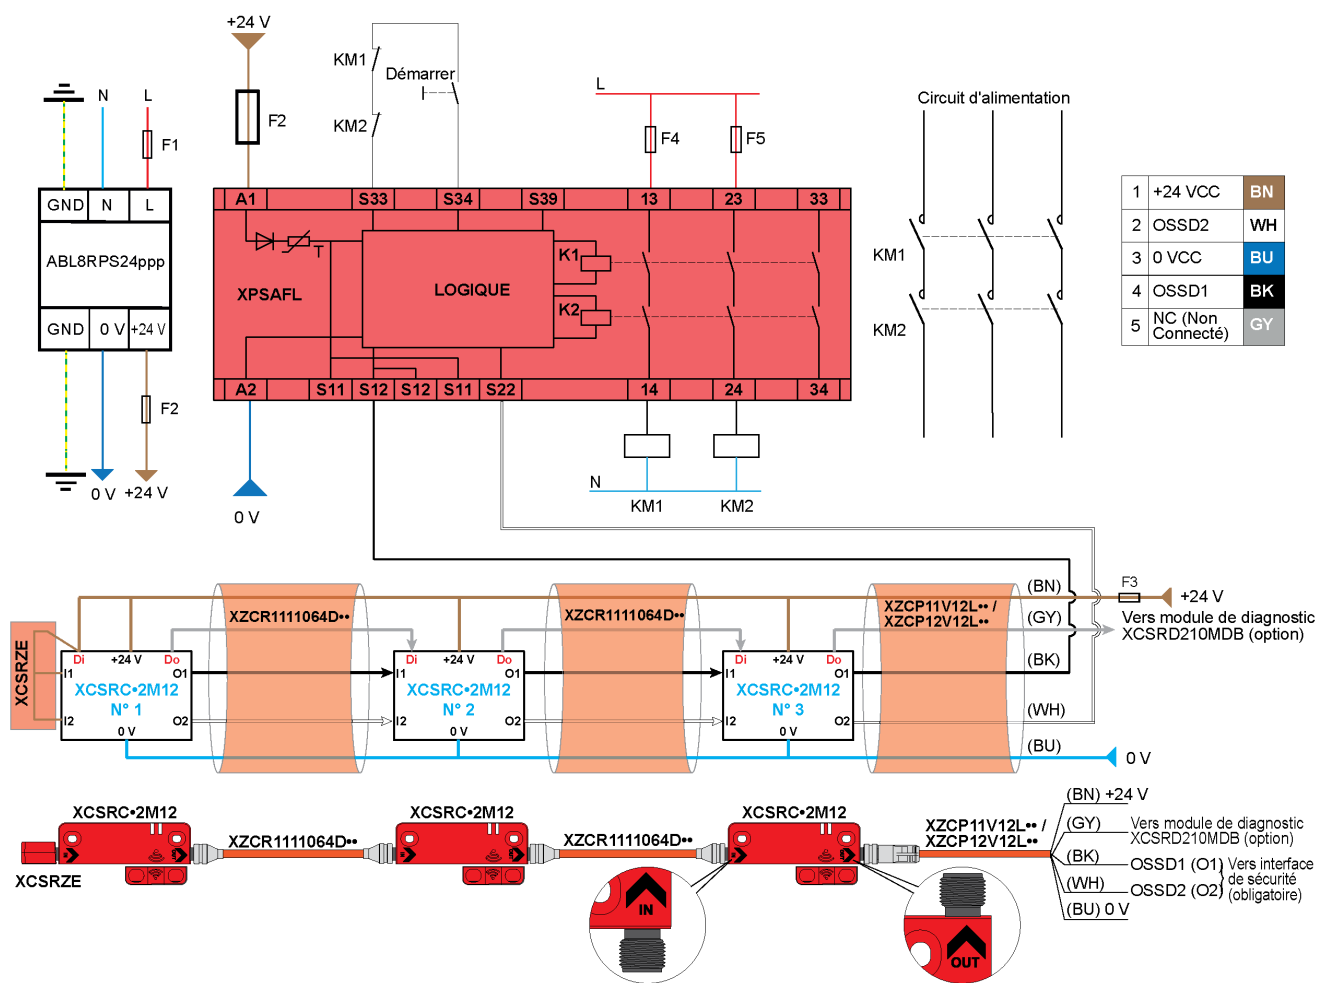 +24 V
KM1
Démarrer
L
Circuit d'alimentation
N
L
F1
F2
KM2
F4
F5
GND
N
L
A1
S33
S34
S39
13
23
33
1 +24 VCC BN
2 OSSD2 WH
3 0 VCC BU
4 OSSD1 BK
5 NC (Non Connecté) GY
ABL8RPS24ppp
T
XPSAFL
LOGIQUE
K1
K2
KM1
KM2
GND
0 V
+24 V
A2
S11
S12
S12
S11
S22
14
24
34
F2
0 V
+24 V
0 V
N
KM1
KM2
(BN)
F3
+24 V
XZCR1111064D••
XZCR1111064D••
XZCP11V12L•• /
XZCP12V12L••
(GY)
Vers module de diagnostic
XCSRD210MDB (option)
XCSRZE
Di
+24 V
Do
Di
+24 V
Do
Di
+24 V
Do
(BK)
I1
O1
I1
O1
I1
O1
XCSRC•2M12
N° 1
XCSRC•2M12
N° 2
XCSRC•2M12
N° 3
I2
O2
I2
O2
I2
O2
(WH)
0 V
0 V
0 V
(BU)
0 V
XCSRC•2M12
XCSRC•2M12
XCSRC•2M12
(BN) +24 V
XZCR1111064D••
XZCR1111064D••
XZCP11V12L•• /
XZCP12V12L••
(GY)
Vers module de diagnostic
XCSRD210MDB (option)
(BK)
OSSD1 (O1)
(WH)
OSSD2 (O2)
Vers interface
de sécurité
(obligatoire)
(BU) 0 V
XCSRZE
IN
OUT